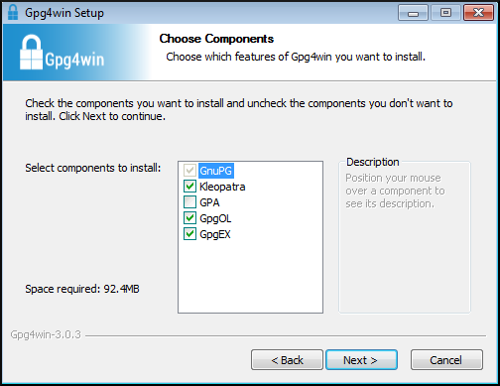 Gpg4win Setup
Gpg4win
Choose Components
Choose which features of Gpg4win you want to install.
Check the components you want to install and uncheck the components you don't want to
install. Click Next to continue.
Select components to install:
GnuPG
Kleopatra
GPA
GpgOL
GpgEX
Description
Position your mouse
over a component to
see its description.
Space required: 92.4MB
Gpg4win-3.0.3
< Back
Next >
Cancel